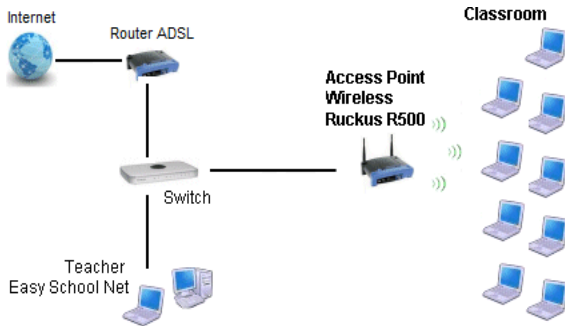 Internet
Router ADSL
Classroom
Access Point
Wireless
Ruckus R500
Switch
Teacher
Easy School Net